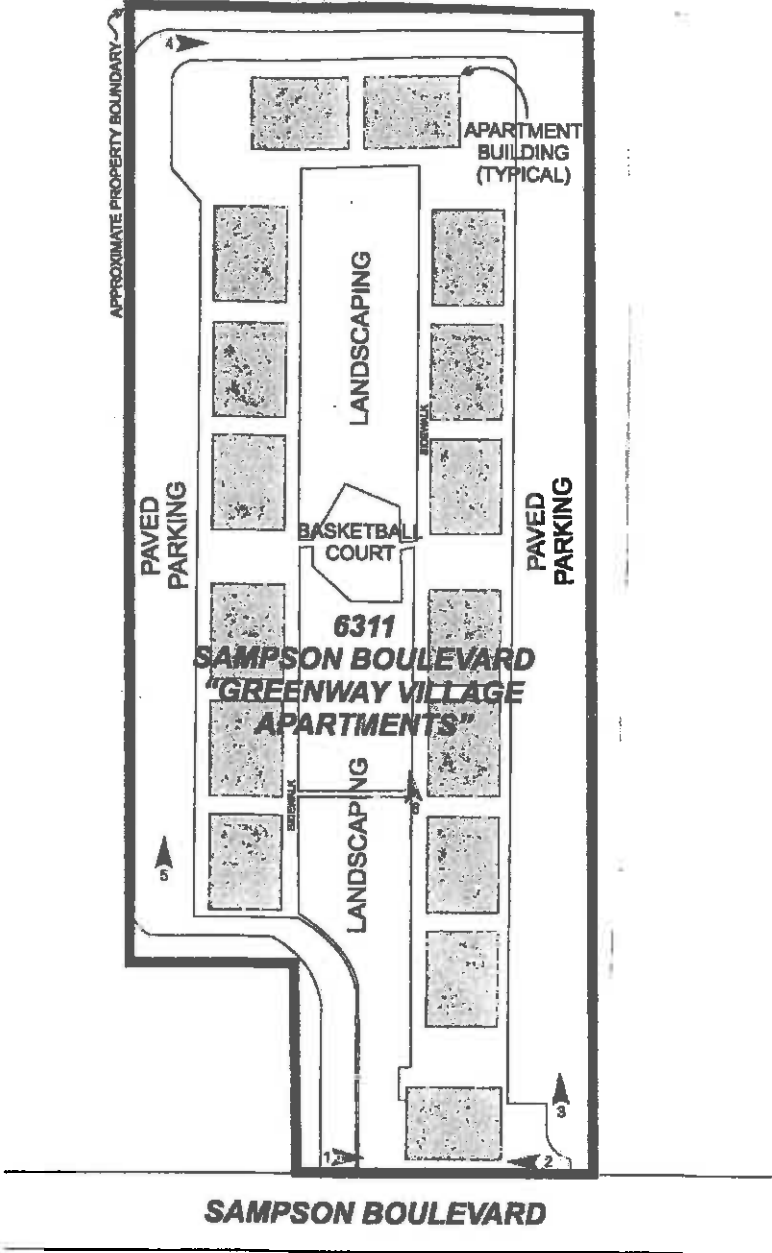 APPROXIMATE PROPERTY BOUNDARY
4
APARTMENT
BUILDING
(TYPICAL)
LANDSCAPING
SIDEWALK
PAVED
PARKING
BASKETBALL
COURT
PAVED
PARKING
6311
SAMPSON BOULEVARD
"GREENWAY VILLAGE
APARTMENTS"
LANDSCAPING
SIDEWALK
6
5
3
1
2
SAMPSON BOULEVARD